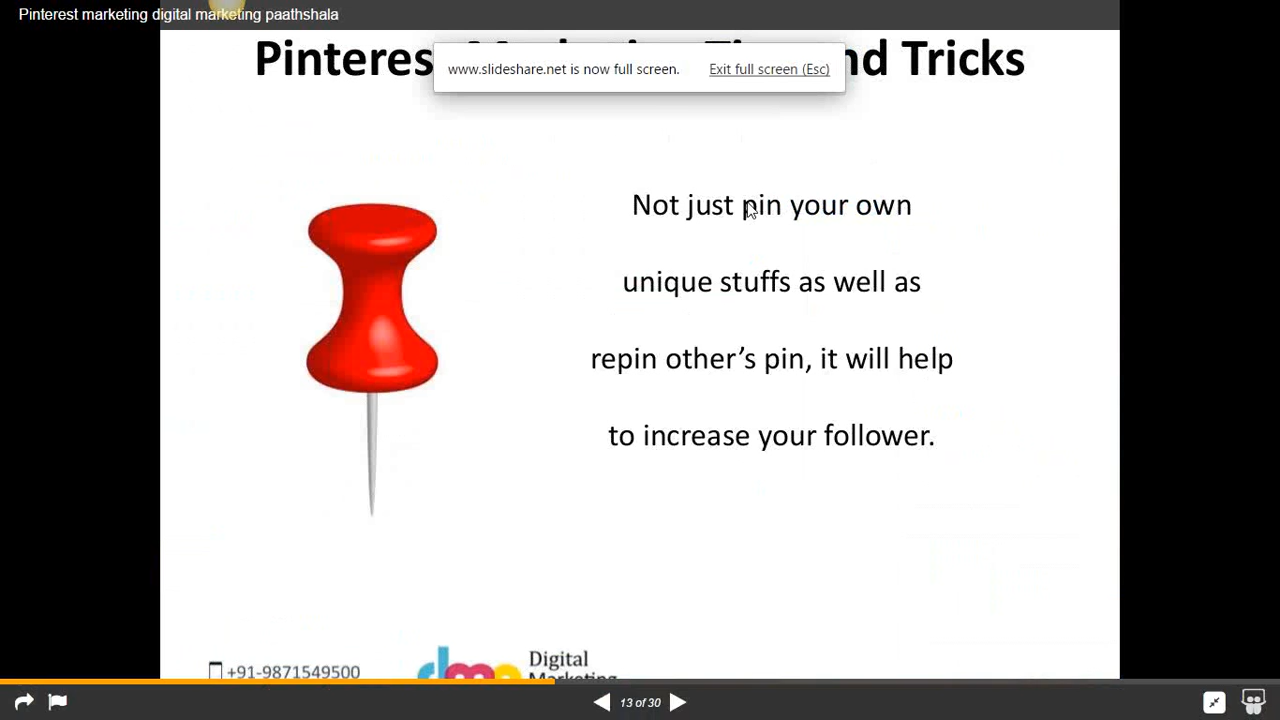 Pinterest marketing digital marketing paathshala
nd Tricks
www.slideshare.net is now full screen. Exit full screen (Esc)
Not just pin your own
unique stuffs as well as
repin other’s pin, it will help
to increase your follower.
+91-9871549500
Digital
Marketing
13 of 30